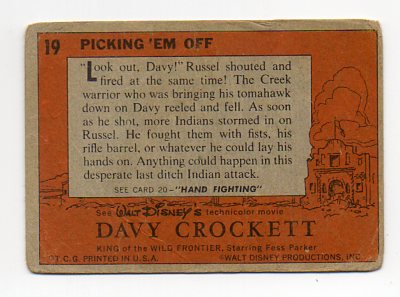 19 PICKING 'EM OFF
"Look out, Davy!" Russel shouted and
fired at the same time! The Creek
warrior who was bringing his tomahawk
down on Davy reeled and fell. As soon
as he shot, more Indians stormed in on
Russel. He fought them with fists, his
rifle barrel, or whatever he could lay his
hands on. Anything could happen in this
desperate last ditch Indian attack.
SEE CARD 20–"HAND FIGHTING"
See WALT DISNEY'S technicolor movie
DAVY CROCKETT
KING of the WILD FRONTIER, Starring Fess Parker
T.C.G. PRINTED IN U.S.A. ©WALT DISNEY PRODUCTIONS, INC.